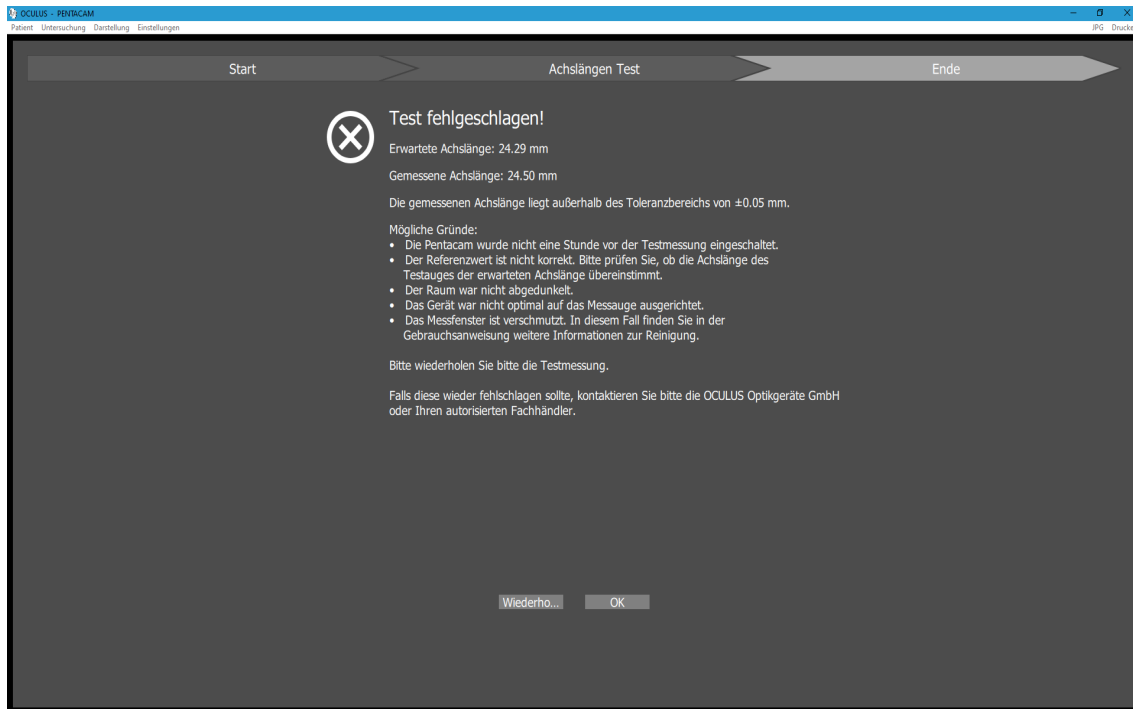 OCULUS - PENTACAM
Patient Untersuchung Darstellung Einstellungen JPG Drucke
Start Achslängen Test Ende
Test fehlgeschlagen!
Erwartete Achslänge: 24.29 mm
Gemessene Achslänge: 24.50 mm
Die gemessenen Achslänge liegt außerhalb des Toleranzbereichs von ±0.05 mm.
Mögliche Gründe:
• Die Pentacam wurde nicht eine Stunde vor der Testmessung eingeschaltet.
• Der Referenzwert ist nicht korrekt. Bitte prüfen Sie, ob die Achslänge des
Testauges der erwarteten Achslänge übereinstimmt.
• Der Raum war nicht abgedunkelt.
• Das Gerät war nicht optimal auf das Messauge ausgerichtet.
• Das Messfenster ist verschmutzt. In diesem Fall finden Sie in der
Gebrauchsanweisung weitere Informationen zur Reinigung.
Bitte wiederholen Sie bitte die Testmessung.
Falls diese wieder fehlschlagen sollte, kontaktieren Sie bitte die OCULUS Optikgeräte GmbH
oder Ihren autorisierten Fachhändler.
Wiederho... OK